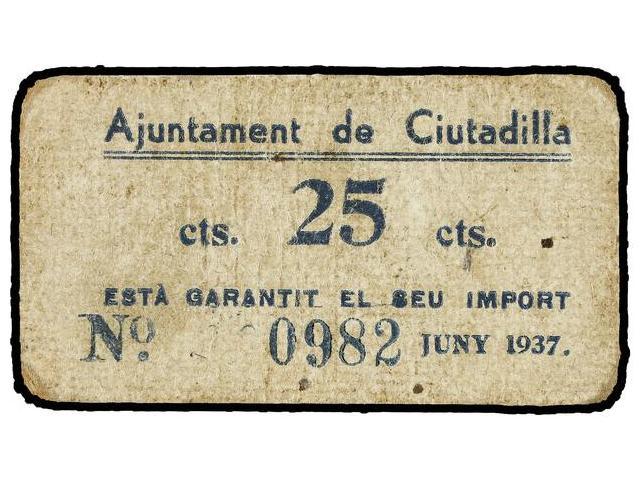 Ajuntament de Ciutadilla
cts. 25 cts.
ESTÀ GARANTIT EL SEU IMPORT
Nº 0982 JUNY 1937.